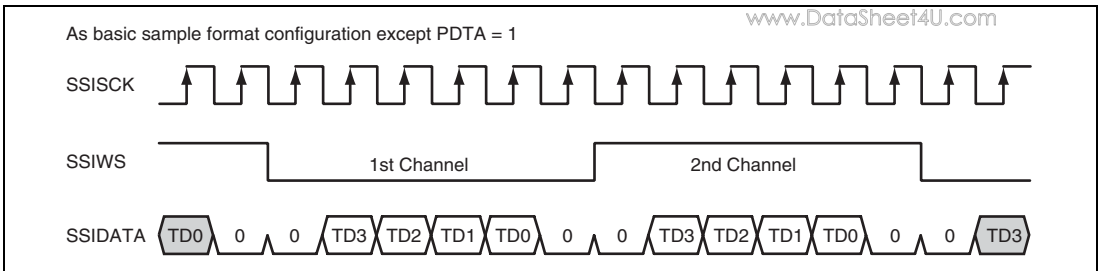 www.DataSheet4U.com
As basic sample format configuration except PDTA = 1
SSISCK
SSIWS 1st Channel 2nd Channel
SSIDATA TD0 0 0 TD3 TD2 TD1 TD0 0 0 TD3 TD2 TD1 TD0 0 0 TD3